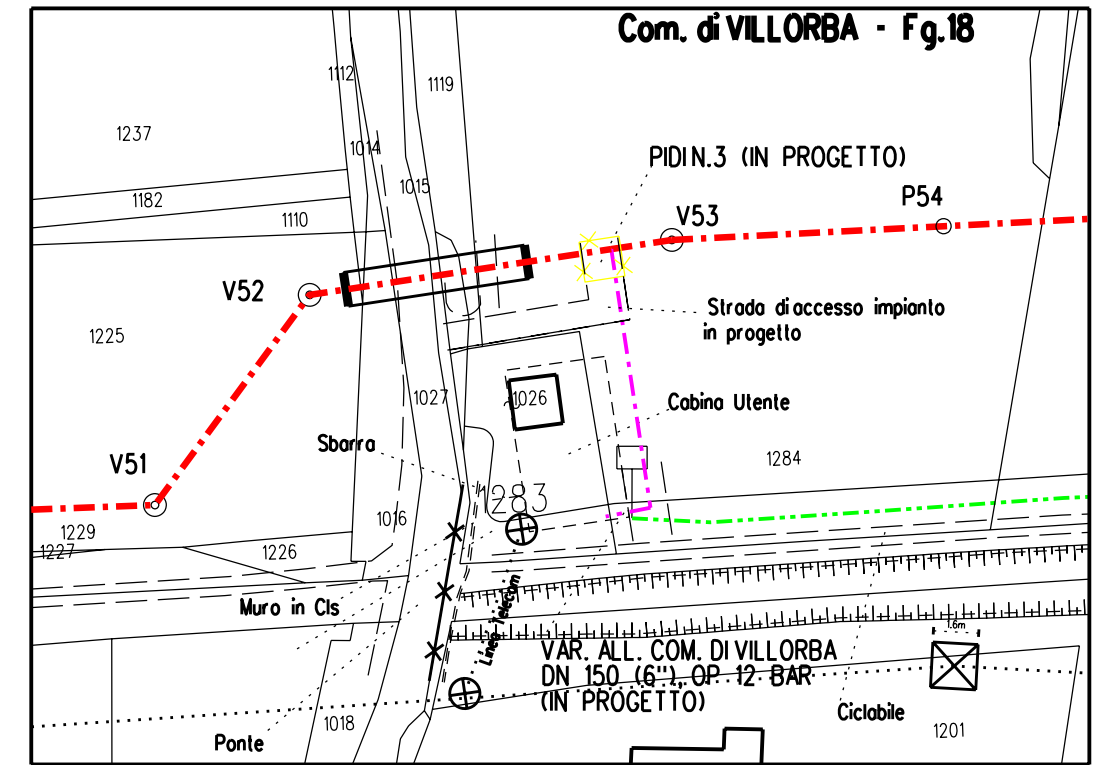 Com. di VILLORBA - Fg.18
1112
1119
1237
1014
PIDI N.3 (IN PROGETTO)
1015
1182
P54
1110
V53
V52
Strada di accesso impianto
in progetto
1225
1027
1026
Cabina Utente
Sbarra
V51
1284
283
1016
1229
1227
1226
Linea Telecom
Muro in Cls
1.6m
VAR. ALL. COM. DI VILLORBA
DN 150 (6"), OP 12 BAR
(IN PROGETTO)
Ciclabile
1018
1201
Ponte